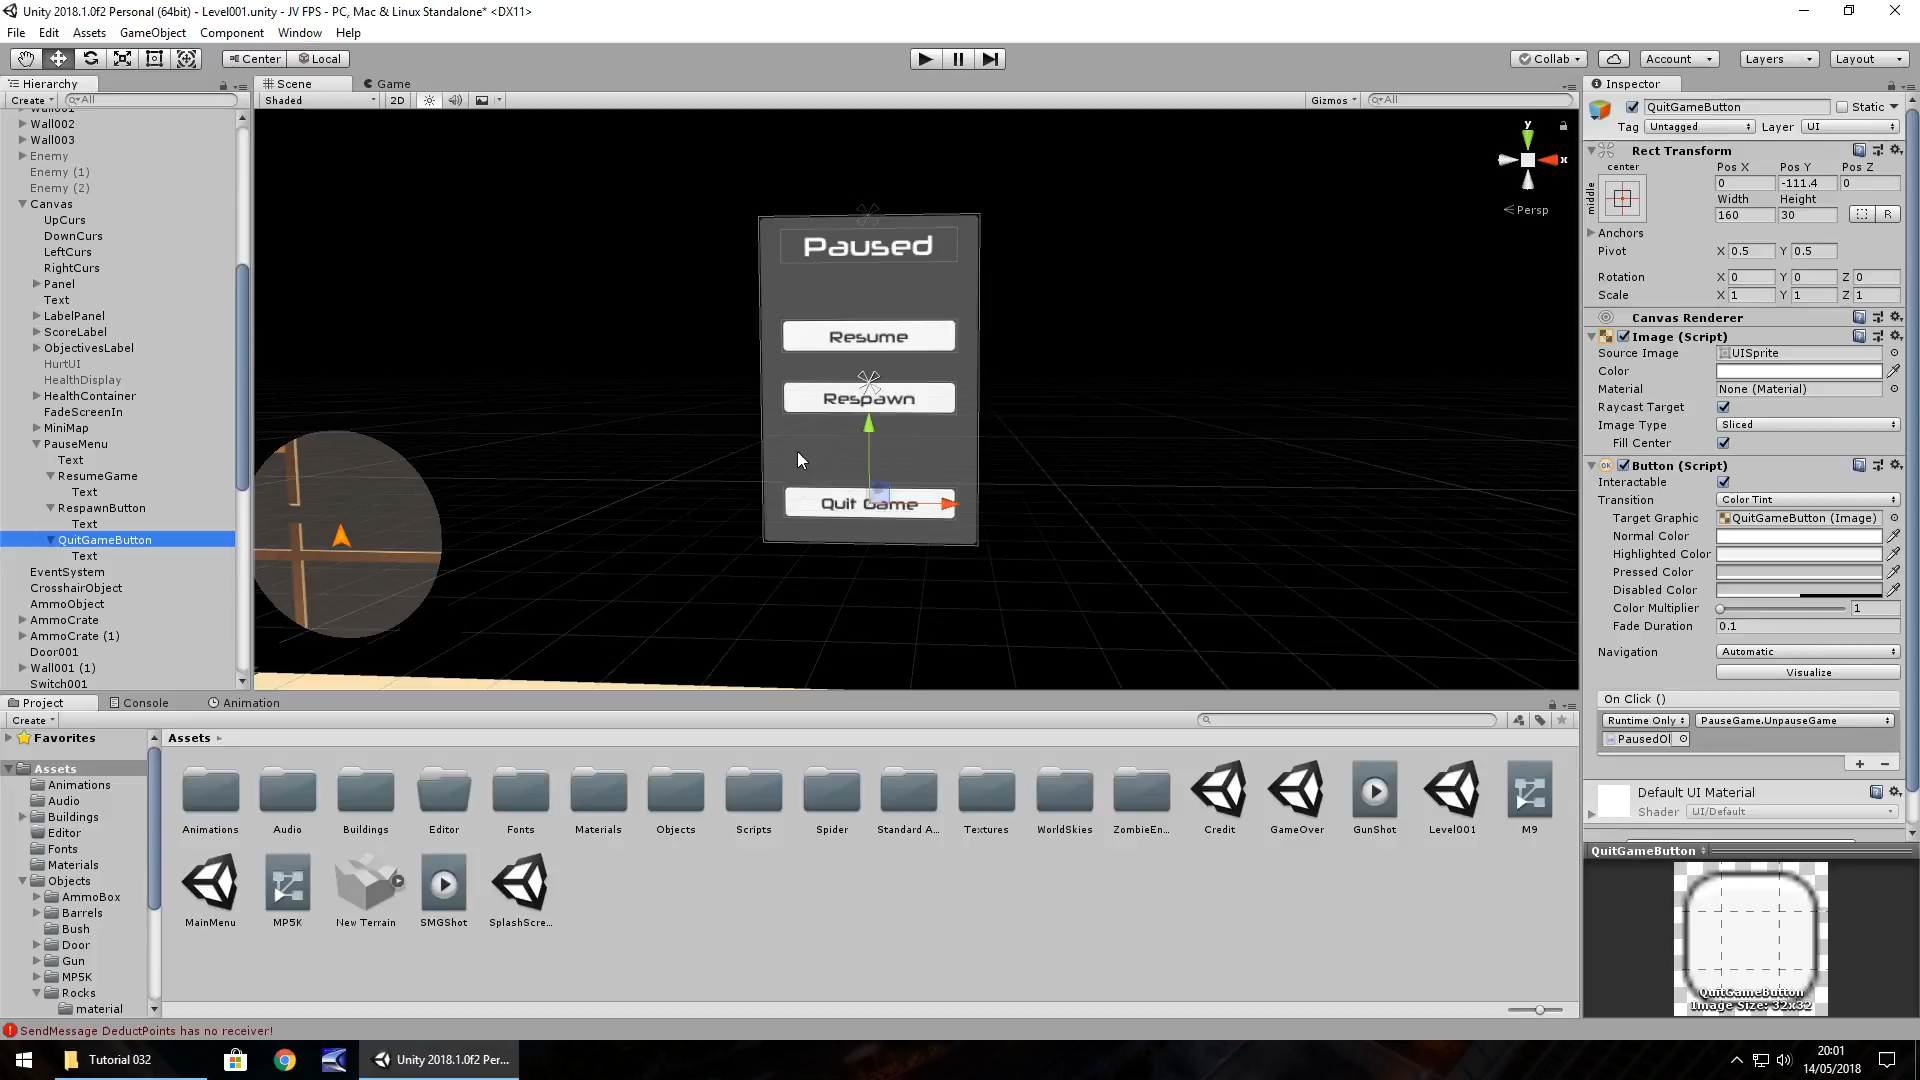 Unity 2018.1.0f2 Personal (64bit) - Level001.unity - JV FPS - PC, Mac & Linux Standalone* <DX11>
File Edit Assets GameObject Component Window Help
Center Local Collab Account Layers Layout
Hierarchy Scene Game Inspector
Create All Shaded 2D Gizmos All
QuitGameButton Static
Tag Untagged Layer UI
Wall002
Wall003
Enemy
Enemy (1)
Enemy (2)
Canvas
UpCurs
DownCurs
LeftCurs
RightCurs
Panel
Text
LabelPanel
ScoreLabel
ObjectivesLabel
HurtUI
HealthDisplay
HealthContainer
FadeScreenIn
MiniMap
PauseMenu
Text
ResumeGame
Text
RespawnButton
Text
QuitGameButton
Text
EventSystem
CrosshairObject
AmmoObject
AmmoCrate
AmmoCrate (1)
Door001
Wall001 (1)
Switch001
y
x
Persp
Paused
Resume
Respawn
Quit Game
Rect Transform
center Pos X Pos Y Pos Z
middle 0 -111.4 0
Width Height
160 30 R
Anchors
Pivot X 0.5 Y 0.5
Rotation X 0 Y 0 Z 0
Scale X 1 Y 1 Z 1
Canvas Renderer
Image (Script)
Source Image UISprite
Color
Material None (Material)
Raycast Target
Image Type Sliced
Fill Center
Button (Script)
Interactable
Transition Color Tint
Target Graphic QuitGameButton (Image)
Normal Color
Highlighted Color
Pressed Color
Disabled Color
Color Multiplier 1
Fade Duration 0.1
Navigation Automatic
Visualize
On Click ()
Runtime Only PauseGame.UnpauseGame
PausedOl
Default UI Material
Shader UI/Default
QuitGameButton
QuitGameButton
Image Size: 32x32
Project Console Animation
Create
Favorites
Assets
Animations
Audio
Buildings
Editor
Fonts
Materials
Objects
AmmoBox
Barrels
Bush
Door
Gun
MP5K
Rocks
material
Assets
Animations Audio Buildings Editor Fonts Materials Objects Scripts Spider Standard A... Textures WorldSkies ZombieEn... Credit GameOver GunShot Level001 M9
MainMenu MP5K New Terrain SMGShot SplashScre...
SendMessage DeductPoints has no receiver!
Tutorial 032 Unity 2018.1.0f2 Per...
20:01
14/05/2018